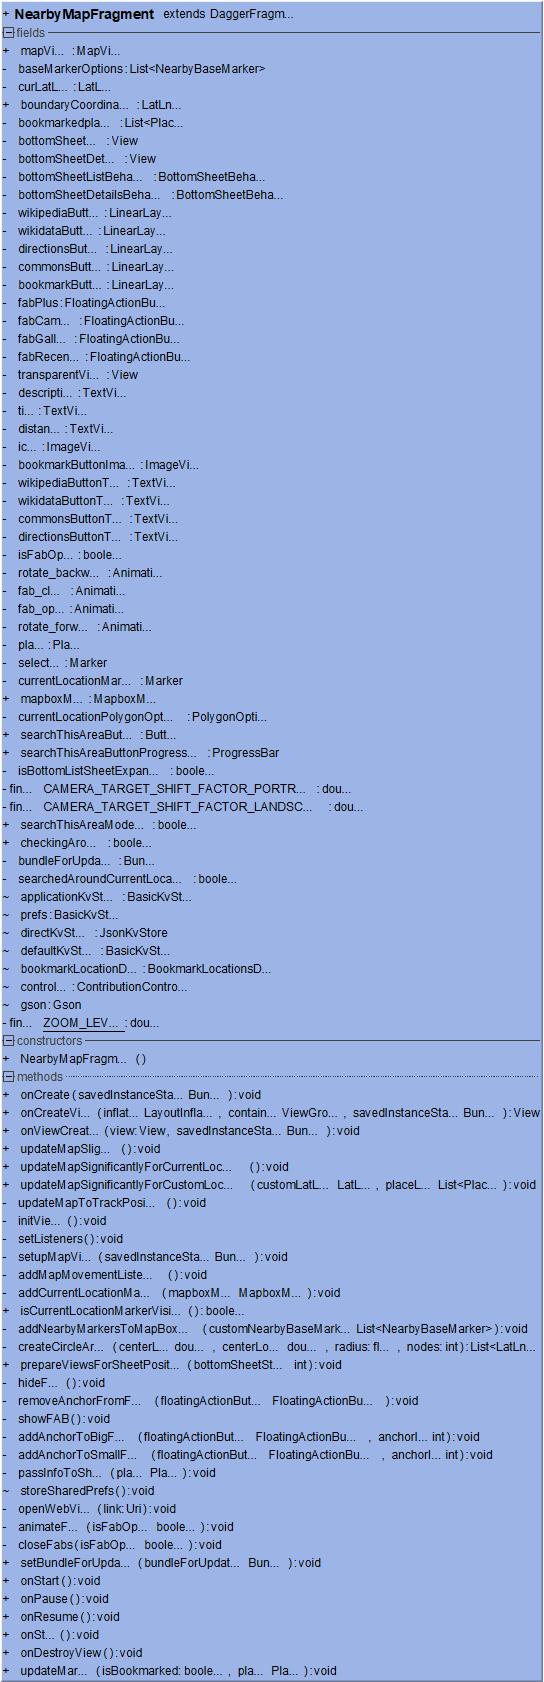 + NearbyMapFragment extends DaggerFragm...
fields
+ mapVi... : MapVi...
- baseMarkerOptions : List<NearbyBaseMarker>
- curLatL... : LatL...
+ boundaryCoordina... : LatLn...
- bookmarkedpla... : List<Plac...
- bottomSheet... : View
- bottomSheetDet... : View
- bottomSheetListBeha... : BottomSheetBeha...
- bottomSheetDetailsBeha... : BottomSheetBeha...
- wikipediaButt... : LinearLay...
- wikidataButt... : LinearLay...
- directionsBut... : LinearLay...
- commonsButt... : LinearLay...
- bookmarkButt... : LinearLay...
- fabPlus : FloatingActionBu...
- fabCam... : FloatingActionBu...
- fabGall... : FloatingActionBu...
- fabRecen... : FloatingActionBu...
- transparentVi... : View
- descripti... : TextVi...
- ti... : TextVi...
- distan... : TextVi...
- ic... : ImageVi...
- bookmarkButtonIma... : ImageVi...
- wikipediaButtonT... : TextVi...
- wikidataButtonT... : TextVi...
- commonsButtonT... : TextVi...
- directionsButtonT... : TextVi...
- isFabOp... : boole...
- rotate_backw... : Animati...
- fab_cl... : Animati...
- fab_op... : Animati...
- rotate_forw... : Animati...
- pla... : Pla...
- select... : Marker
- currentLocationMar... : Marker
+ mapboxM... : MapboxM...
- currentLocationPolygonOpt... : PolygonOpti...
+ searchThisAreaBut... : Butt...
+ searchThisAreaButtonProgress... : ProgressBar
- isBottomListSheetExpan... : boole...
- fin... CAMERA_TARGET_SHIFT_FACTOR_PORTR... : dou...
- fin... CAMERA_TARGET_SHIFT_FACTOR_LANDSC... : dou...
+ searchThisAreaMode... : boole...
+ checkingAro... : boole...
- bundleForUpda... : Bun...
- searchedAroundCurrentLoca... : boole...
~ applicationKvSt... : BasicKvSt...
~ prefs : BasicKvSt...
~ directKvSt... : JsonKvStore
~ defaultKvSt... : BasicKvSt...
~ bookmarkLocationD... : BookmarkLocationsD...
~ control... : ContributionContro...
~ gson : Gson
- fin... ZOOM_LEV... : dou...
constructors
+ NearbyMapFragm... ()
methods
+ onCreate (savedInstanceSta... Bun... ) : void
+ onCreateVi... (inflat... LayoutInfla... , contain... ViewGro... , savedInstanceSta... Bun... ) : View
+ onViewCreat... (view: View, savedInstanceSta... Bun... ) : void
+ updateMapSlig... () : void
+ updateMapSignificantlyForCurrentLoc... () : void
+ updateMapSignificantlyForCustomLoc... (customLatL... LatL... , placeL... List<Plac... ) : void
- updateMapToTrackPosi... () : void
- initVie... () : void
- setListeners () : void
- setupMapVi... (savedInstanceSta... Bun... ) : void
- addMapMovementListe... () : void
- addCurrentLocationMa... (mapboxM... MapboxM... ) : void
+ isCurrentLocationMarkerVisi... () : boole...
- addNearbyMarkersToMapBox... (customNearbyBaseMark... List<NearbyBaseMarker> ) : void
- createCircleAr... (centerL... dou... , centerLo... dou... , radius: fl... , nodes: int) : List<LatLn...
+ prepareViewsForSheetPosit... (bottomSheetSt... int) : void
- hideF... () : void
- removeAnchorFromF... (floatingActionBut... FloatingActionBu... ) : void
- showFAB () : void
- addAnchorToBigF... (floatingActionBut... FloatingActionBu... , anchorI... int) : void
- addAnchorToSmallF... (floatingActionBut... FloatingActionBu... , anchorI... int) : void
- passInfoToSh... (pla... Pla... ) : void
~ storeSharedPrefs () : void
- openWebVi... (link: Uri) : void
- animateF... (isFabOp... boole... ) : void
- closeFabs (isFabOp... boole... ) : void
+ setBundleForUpda... (bundleForUpdat... Bun... ) : void
+ onStart () : void
+ onPause () : void
+ onResume () : void
+ onSt... () : void
+ onDestroyView () : void
+ updateMar... (isBookmarked: boole... , pla... Pla... ) : void